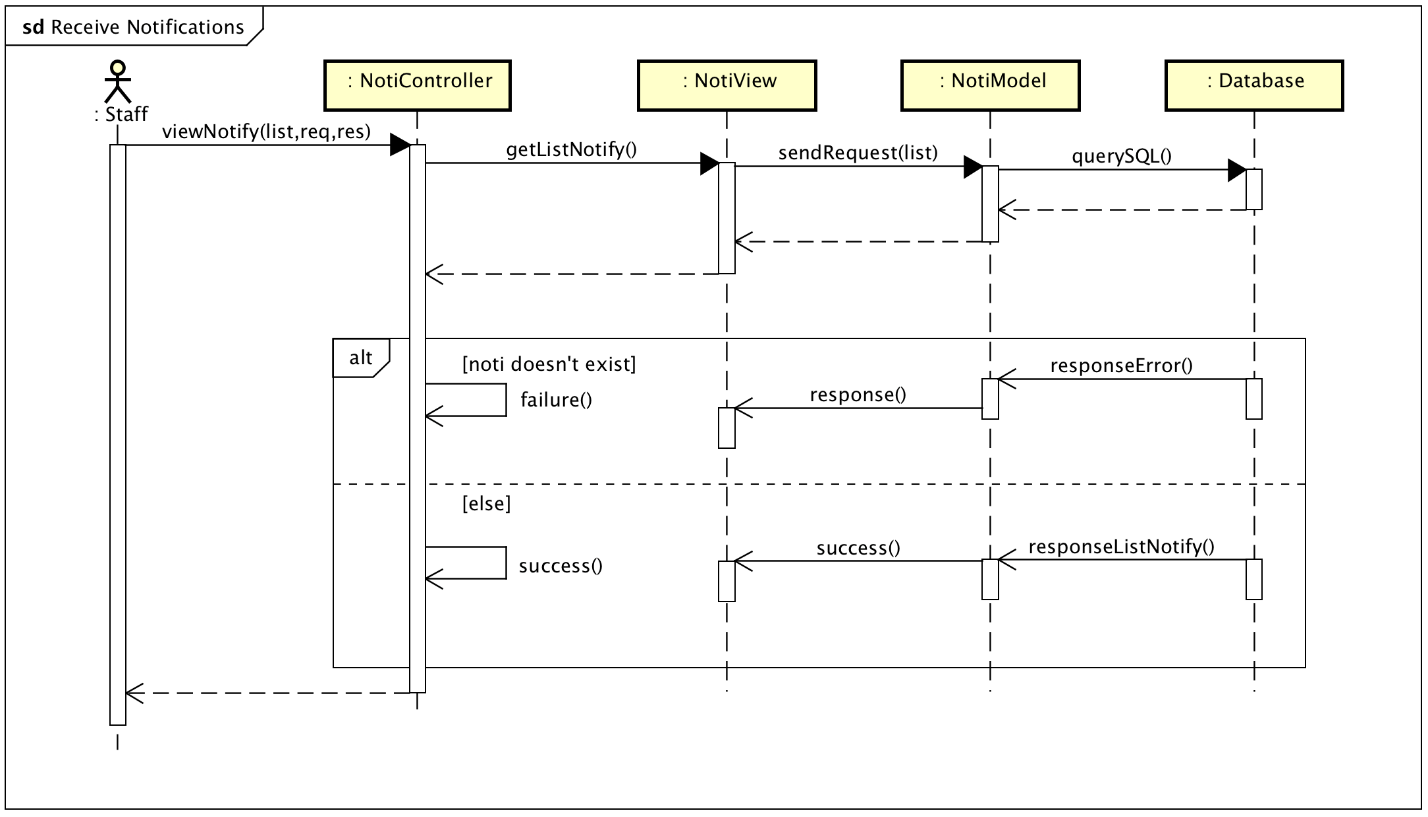 sd Receive Notifications
: Staff
: NotiController
: NotiView
: NotiModel
: Database
viewNotify(list,req,res)
getListNotify()
sendRequest(list)
querySQL()
alt
[noti doesn't exist]
responseError()
response()
failure()
[else]
responseListNotify()
success()
success()